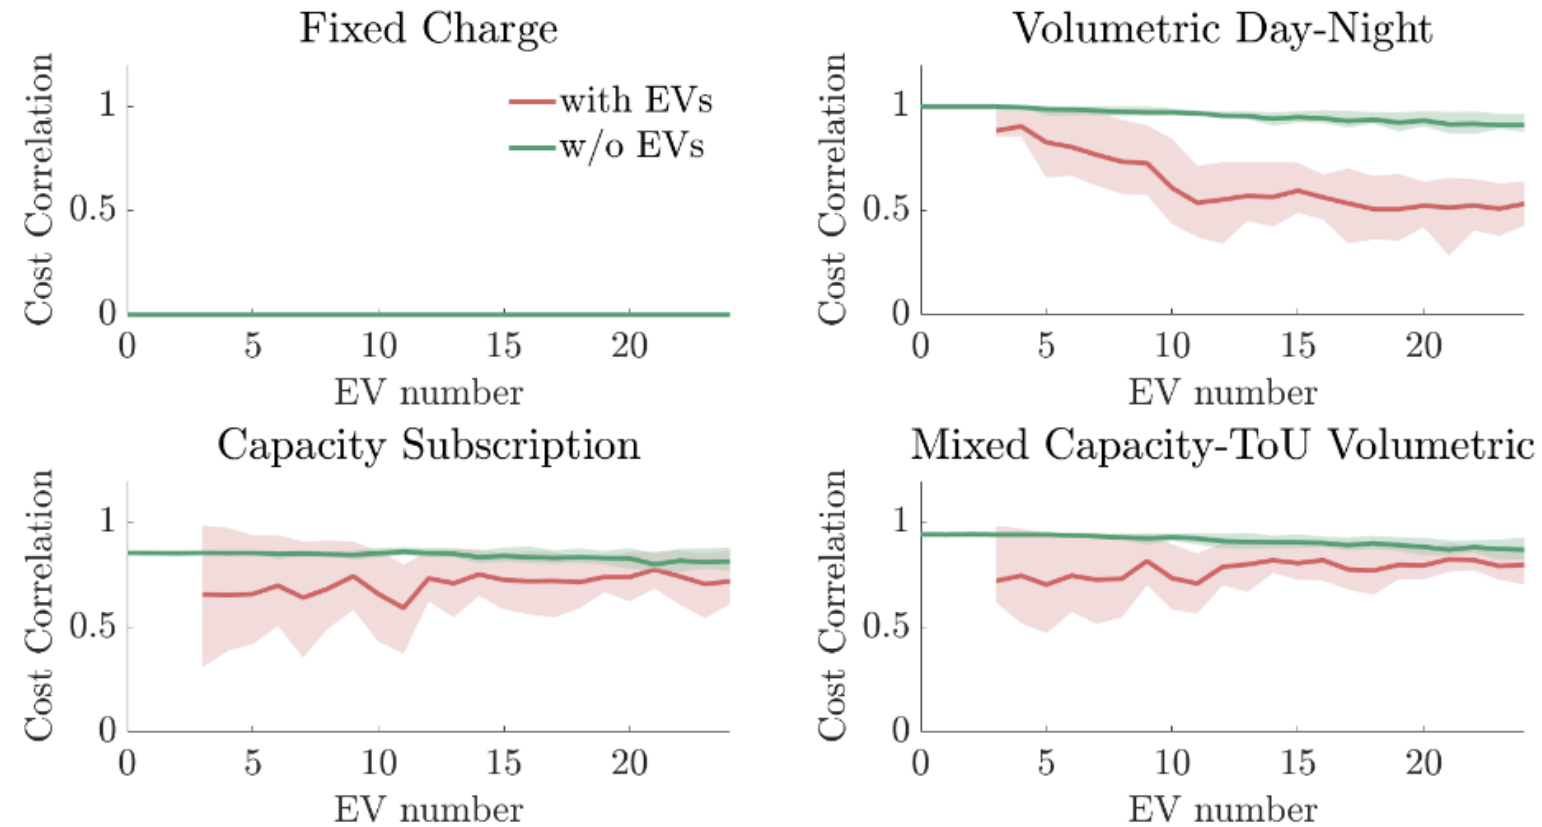 Fixed Charge
Cost Correlation
1
0.5
0
with EVs
w/o EVs
0 5 10 15 20
EV number
Volumetric Day-Night
Cost Correlation
1
0.5
0
0 5 10 15 20
EV number
Capacity Subscription
Cost Correlation
1
0.5
0
0 5 10 15 20
EV number
Mixed Capacity-ToU Volumetric
Cost Correlation
1
0.5
0
0 5 10 15 20
EV number